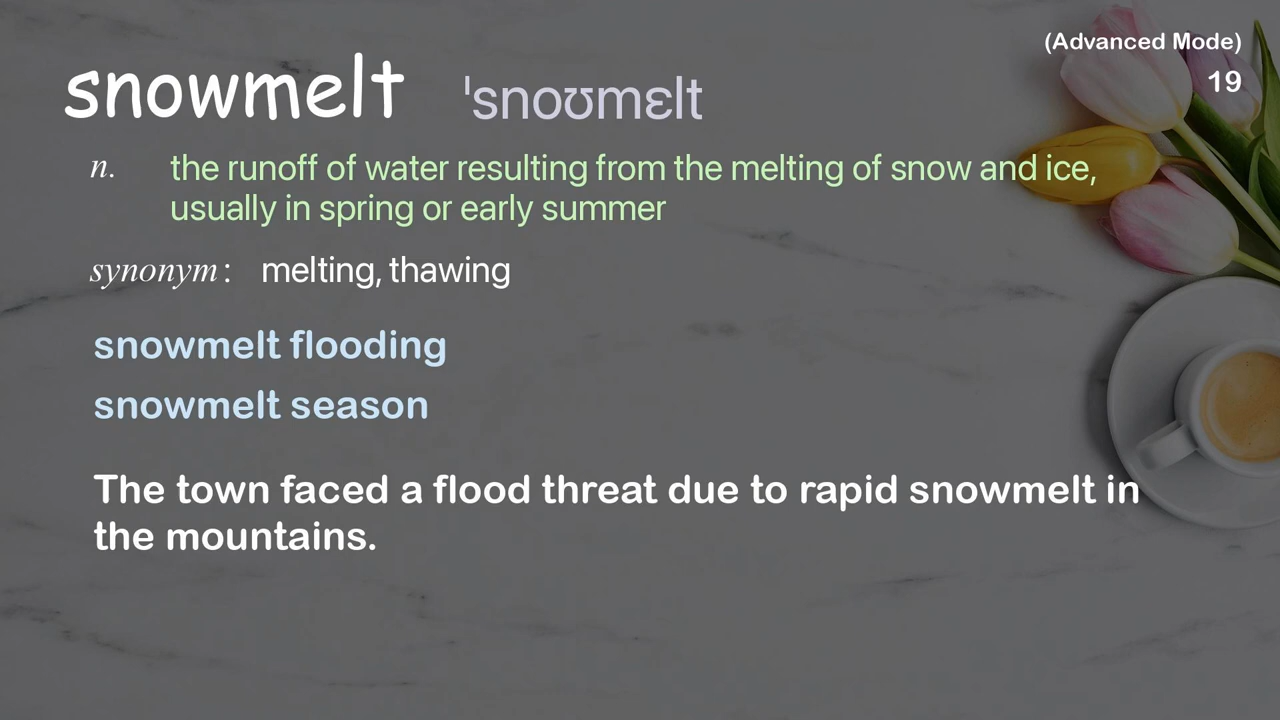 (Advanced Mode)
19
snowmelt ˈsnoʊmɛlt
n. the runoff of water resulting from the melting of snow and ice,
usually in spring or early summer
synonym: melting, thawing
snowmelt flooding
snowmelt season
The town faced a flood threat due to rapid snowmelt in
the mountains.